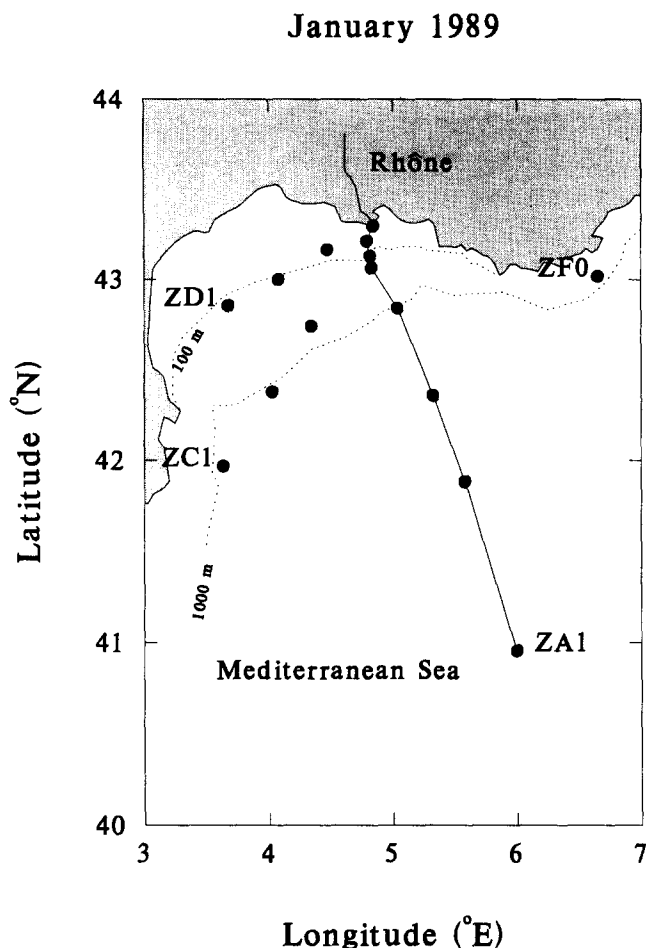 January 1989
44
Rhône
43
ZF0
ZD1
100 m
Latitude (°N)
42
ZC1
1000 m
41
ZA1
Mediterranean Sea
40
3 4 5 6 7
Longitude (°E)